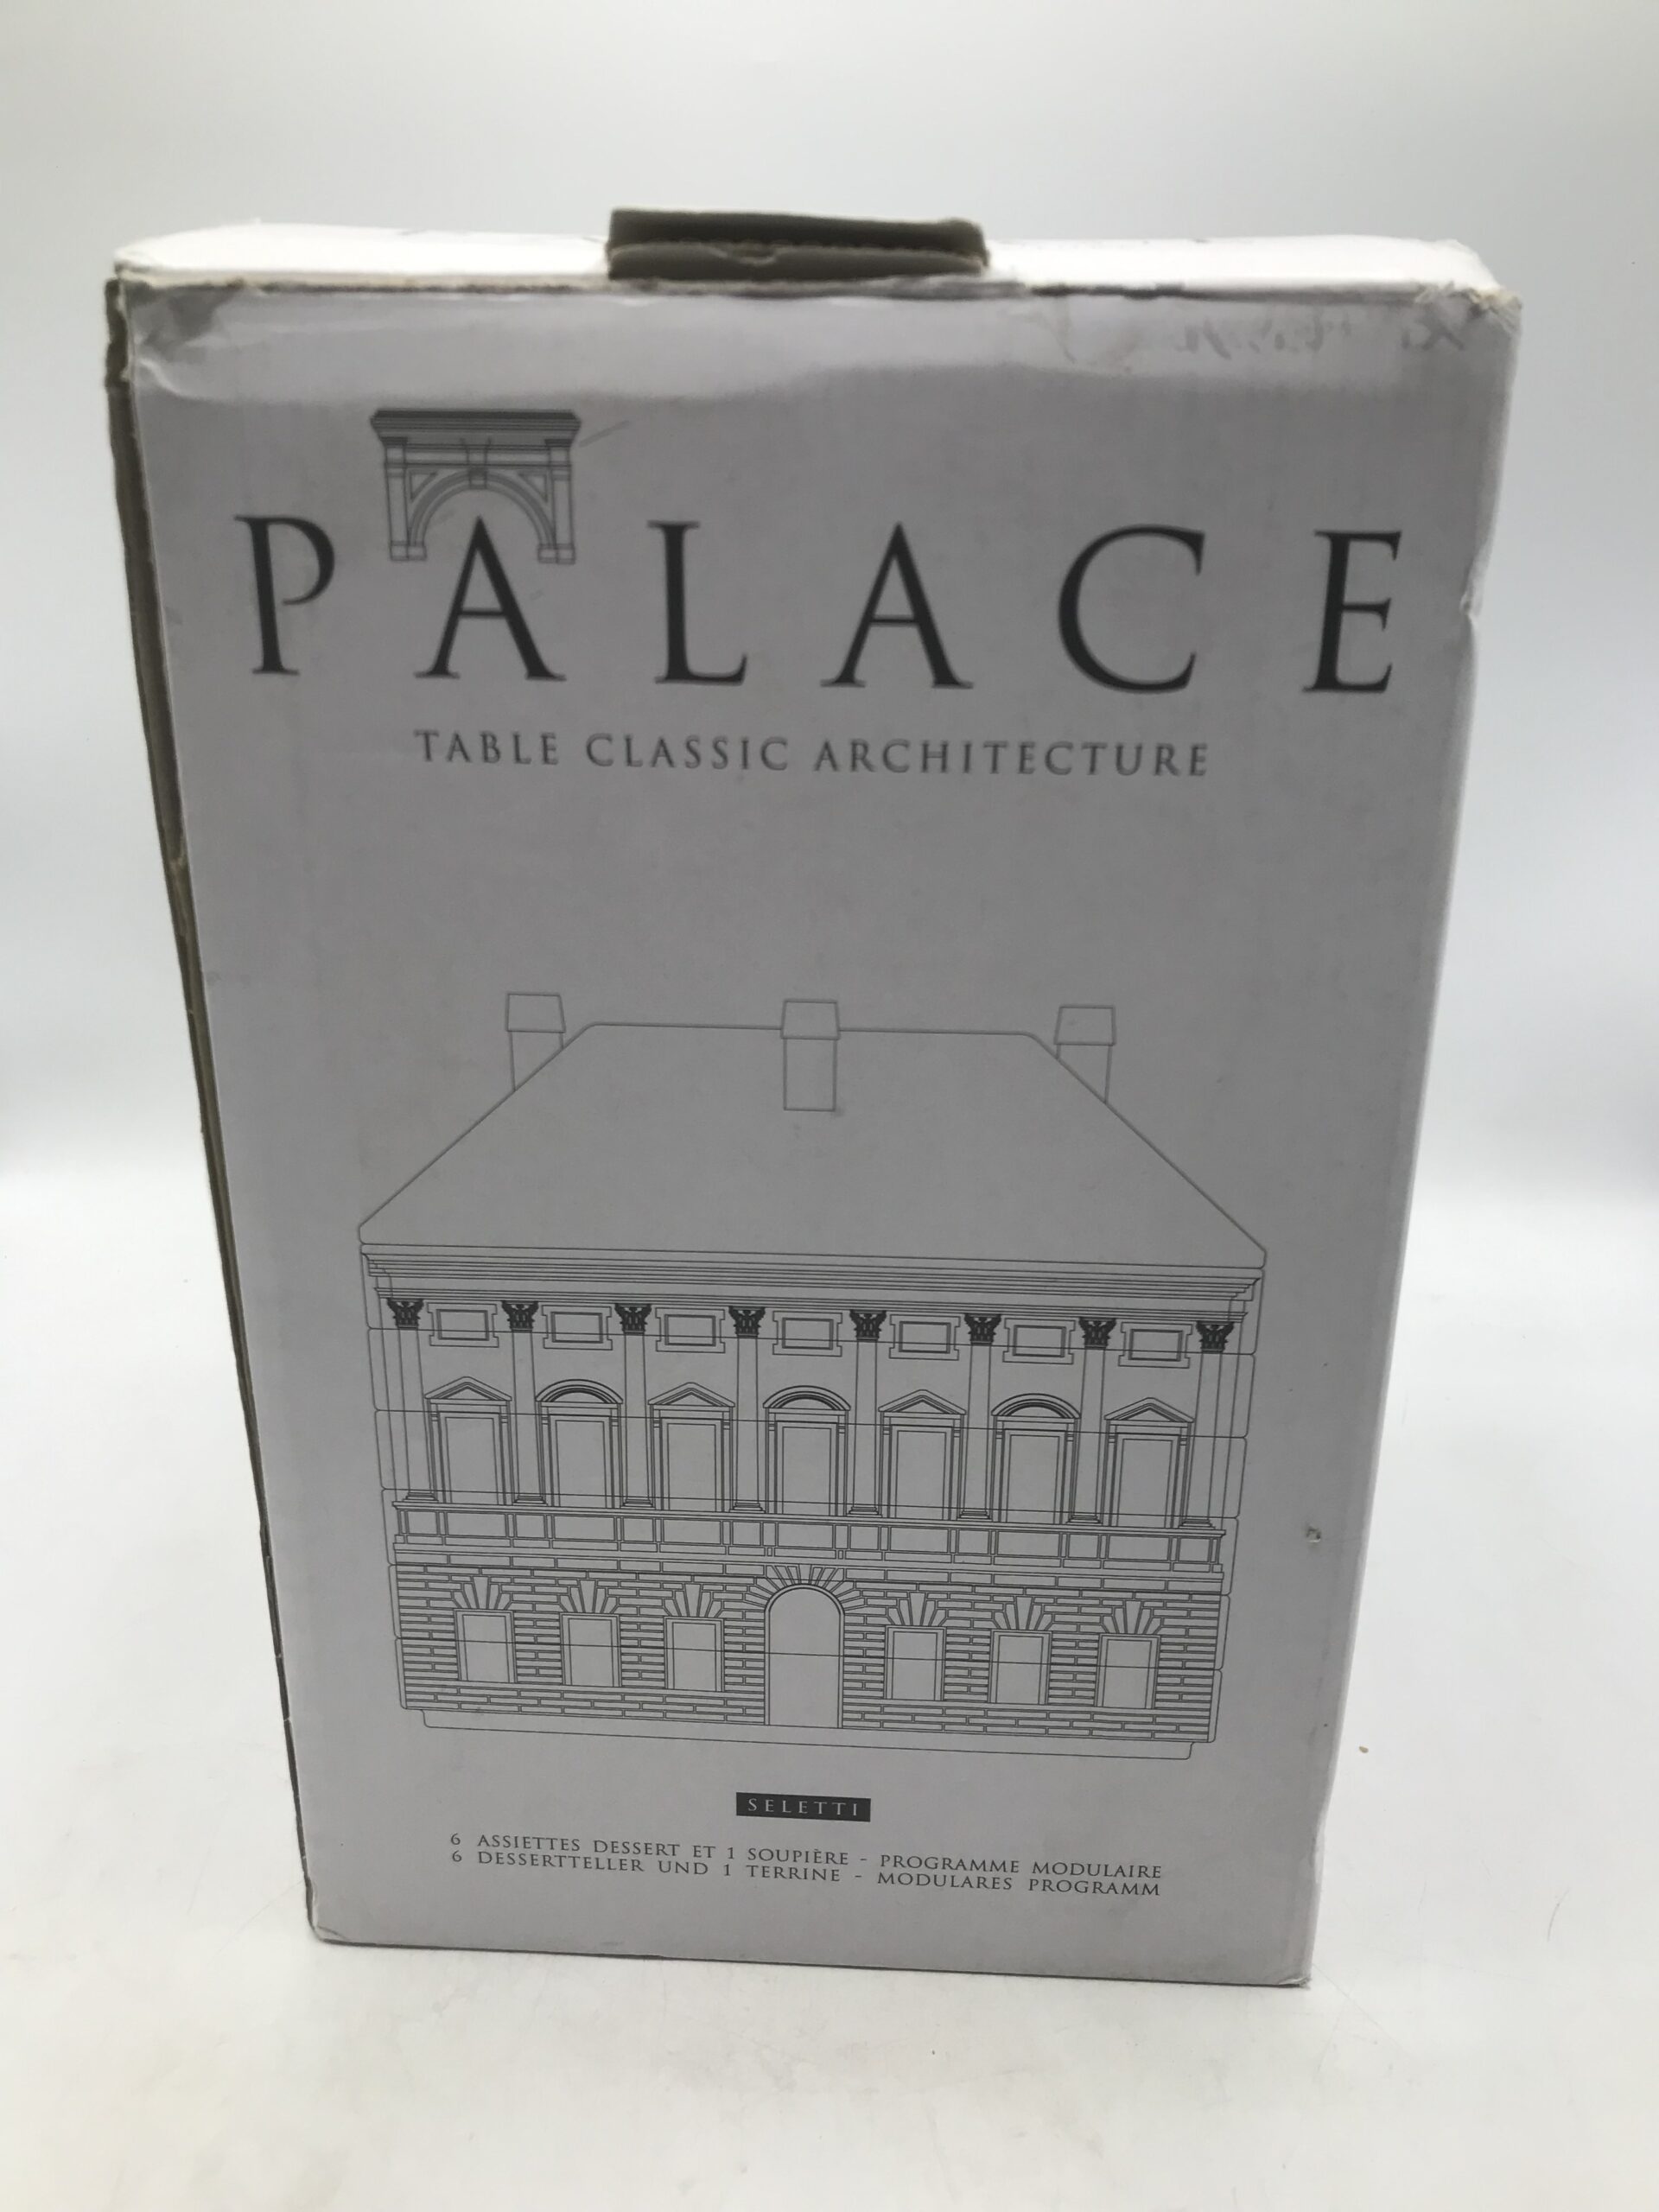 PALACE
TABLE CLASSIC ARCHITECTURE
SELETTI
6 ASSIETTES DESSERT ET 1 SOUPIÈRE - PROGRAMME MODULAIRE
6 DESSERTTELLER UND 1 TERRINE - MODULARES PROGRAMM